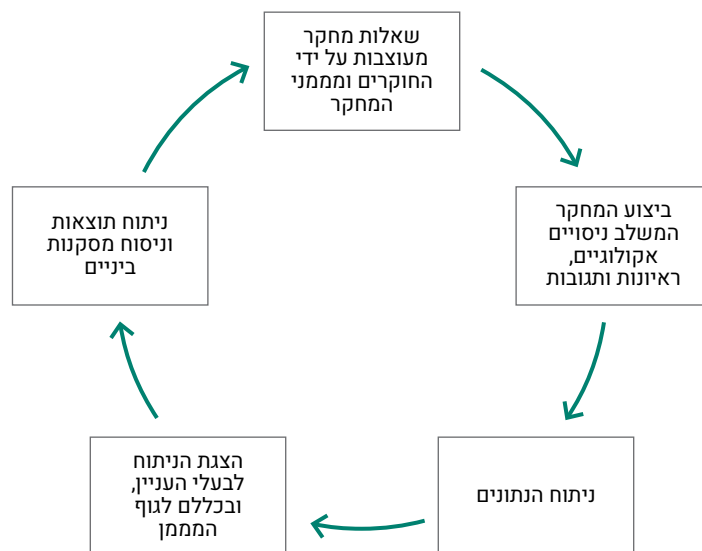 שאלות מחקר
מעוצבות על ידי
החוקרים ומממני
המחקר
ביצוע המחקר
המשלב ניסויים
אקולוגיים,
ראיונות ותגובות
ניתוח הנתונים
הצגת הניתוח
לבעלי העניין,
ובכללם לגוף
המממן
ניתוח תוצאות
וניסוח מסקנות
ביניים